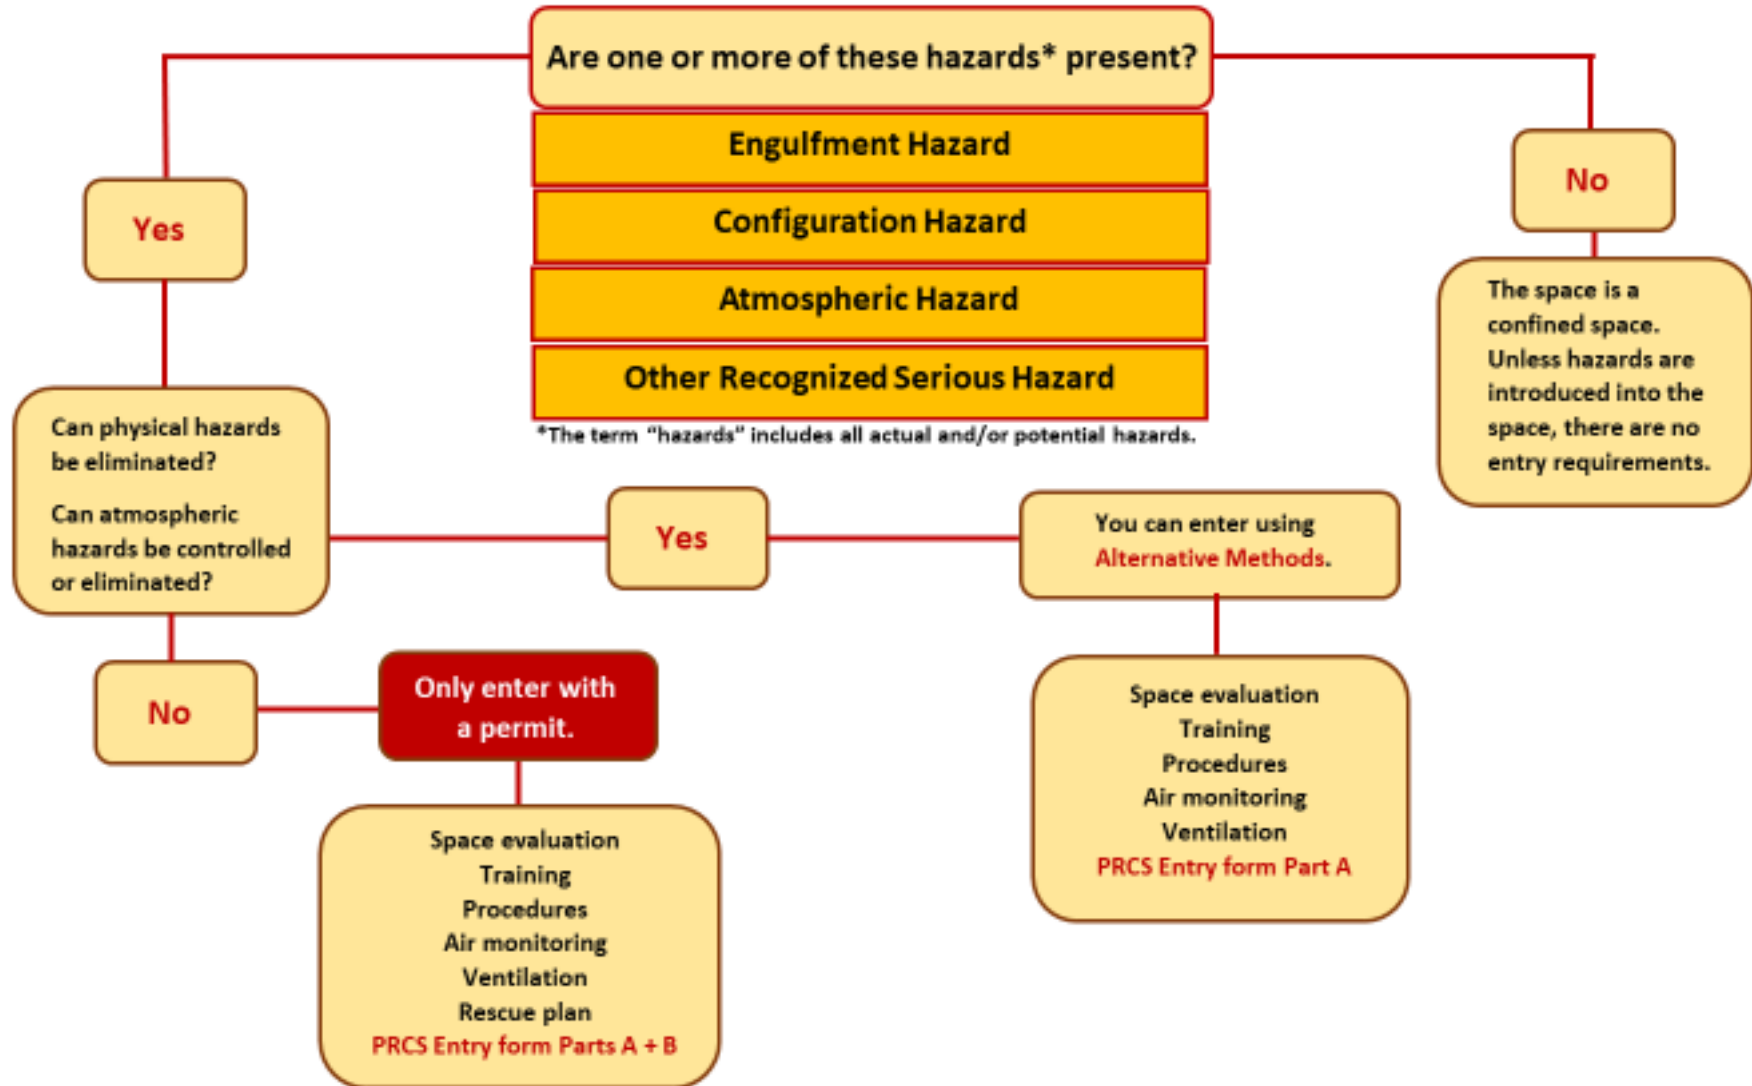 Are one or more of these hazards* present?
Engulfment Hazard
Configuration Hazard
Atmospheric Hazard
Other Recognized Serious Hazard
*The term “hazards” includes all actual and/or potential hazards.
Yes
No
The space is a
confined space.
Unless hazards are
introduced into the
space, there are no
entry requirements.
Can physical hazards
be eliminated?
Can atmospheric
hazards be controlled
or eliminated?
Yes
You can enter using
Alternative Methods.
Space evaluation
Training
Procedures
Air monitoring
Ventilation
PRCS Entry form Part A
No
Only enter with
a permit.
Space evaluation
Training
Procedures
Air monitoring
Ventilation
Rescue plan
PRCS Entry form Parts A + B